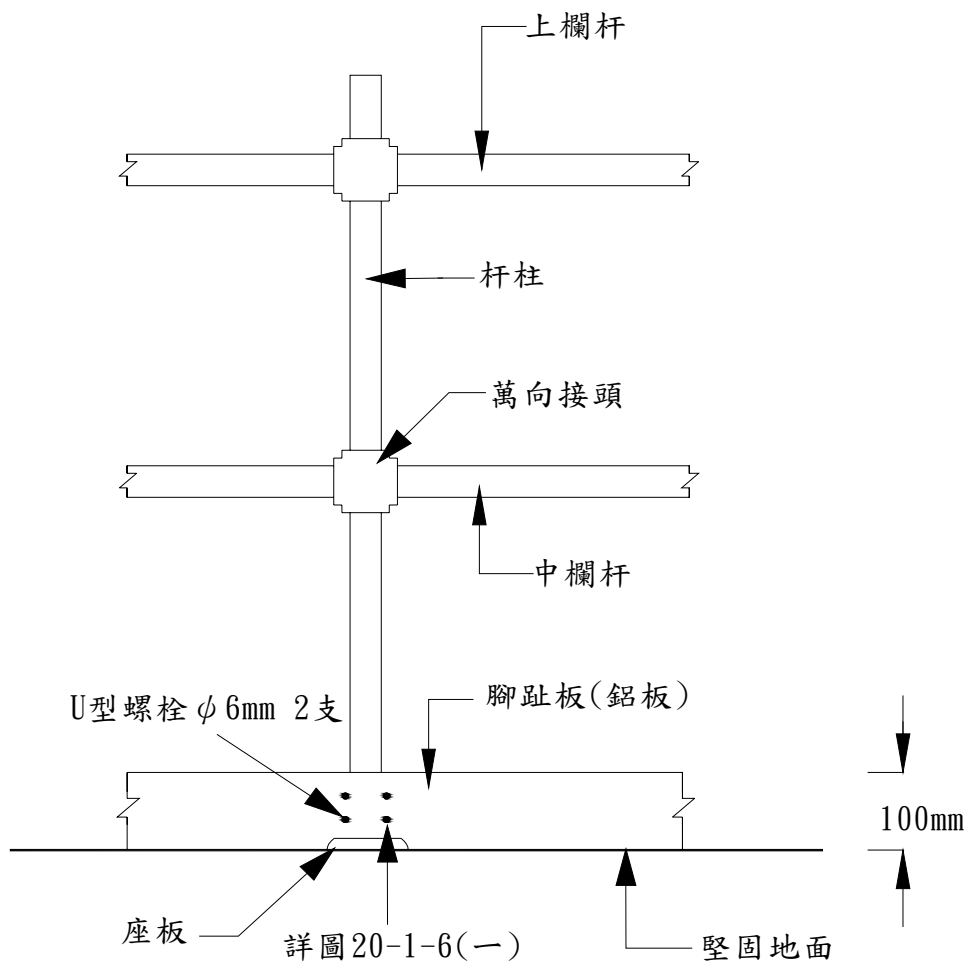 上欄杆
杆柱
萬向接頭
中欄杆
U型螺栓ψ6mm 2支
腳趾板(鋁板)
100mm
座板
詳圖20-1-6(一)
堅固地面